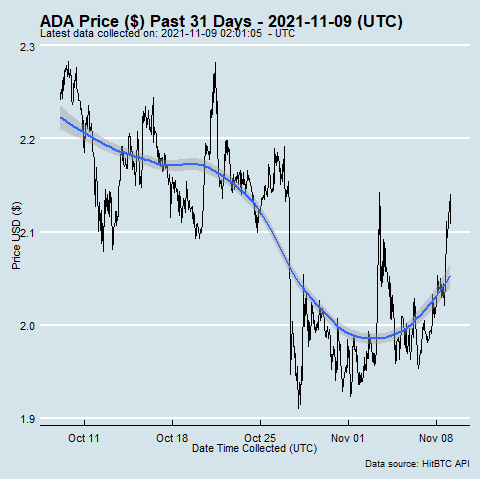 ADA Price ($) Past 31 Days - 2021-11-09 (UTC)
Latest data collected on: 2021-11-09 02:01:05 - UTC
2.3
2.2
2.1
2.0
1.9
Price USD ($)
Oct 11 Oct 18 Oct 25 Nov 01 Nov 08
Date Time Collected (UTC)
Data source: HitBTC API